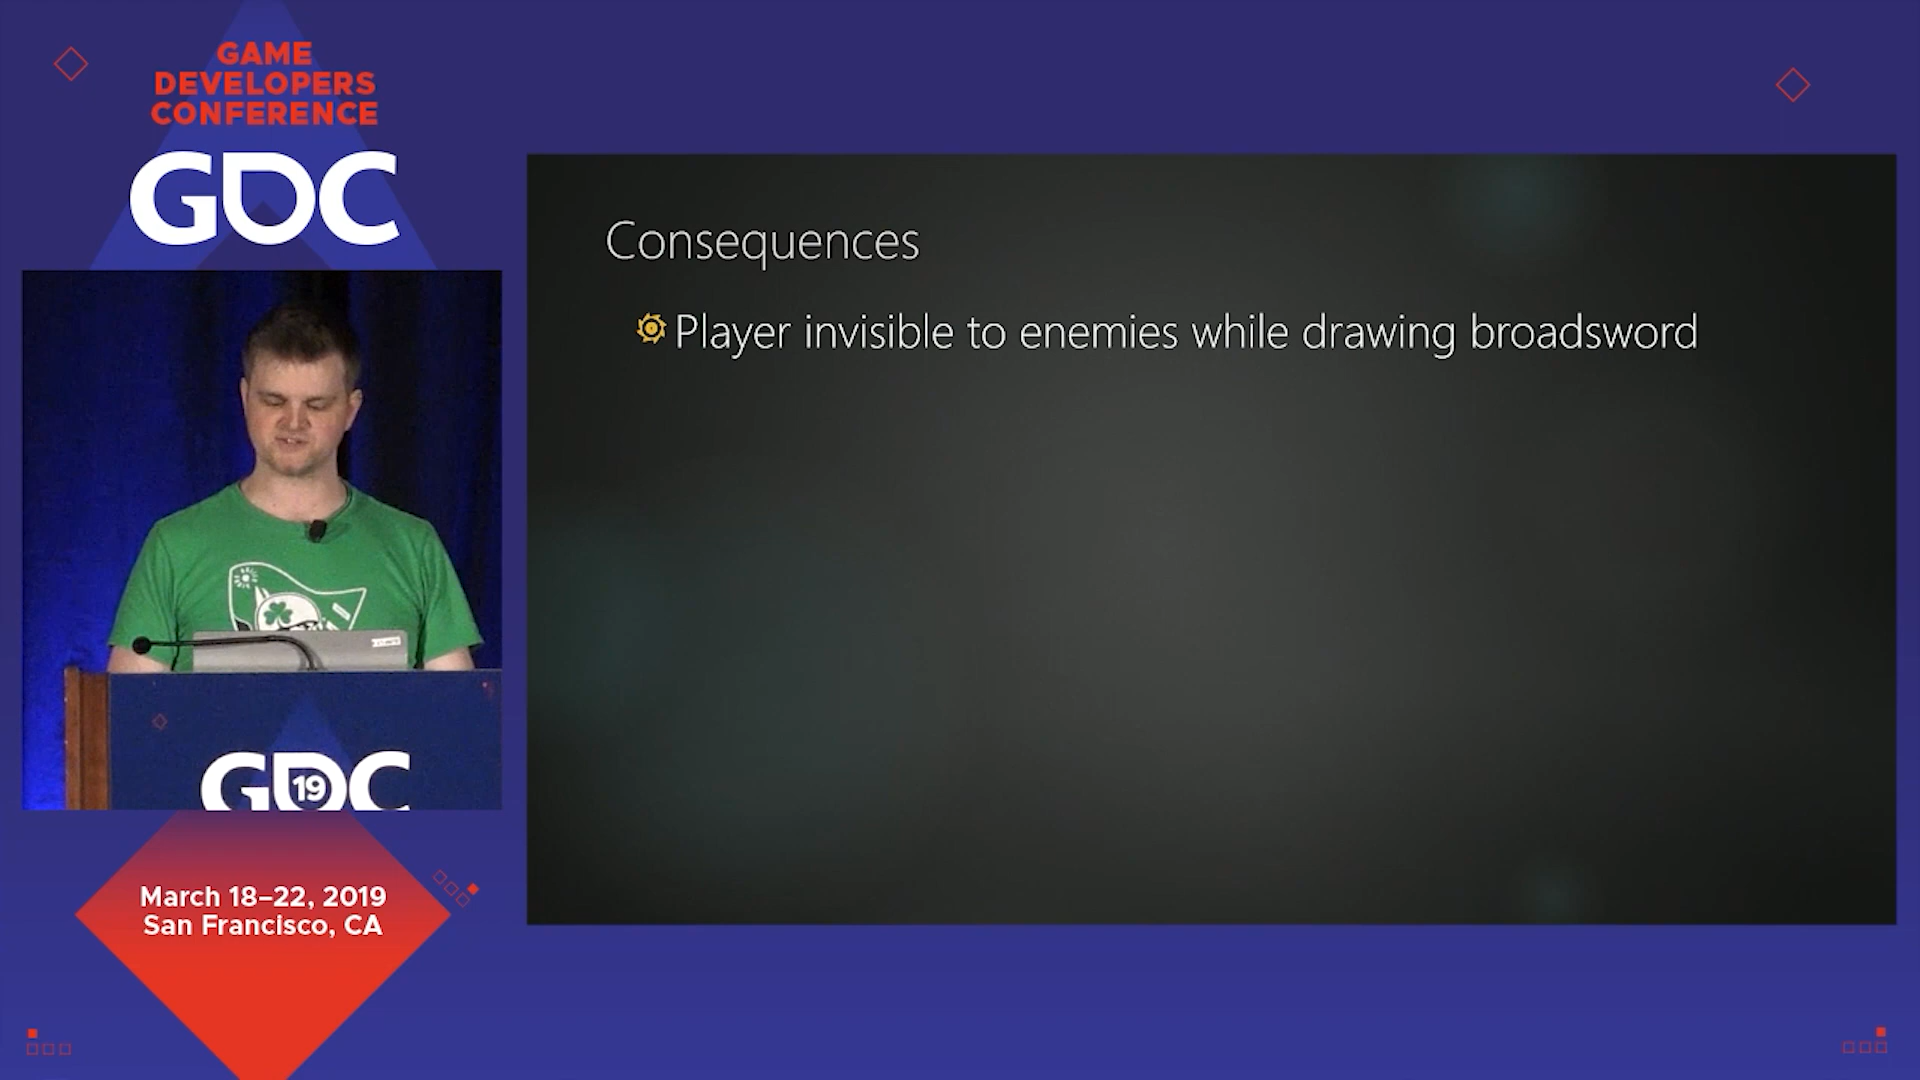 GAME
DEVELOPERS
CONFERENCE
GDC
Consequences
Player invisible to enemies while drawing broadsword
GDC
19
March 18–22, 2019
San Francisco, CA